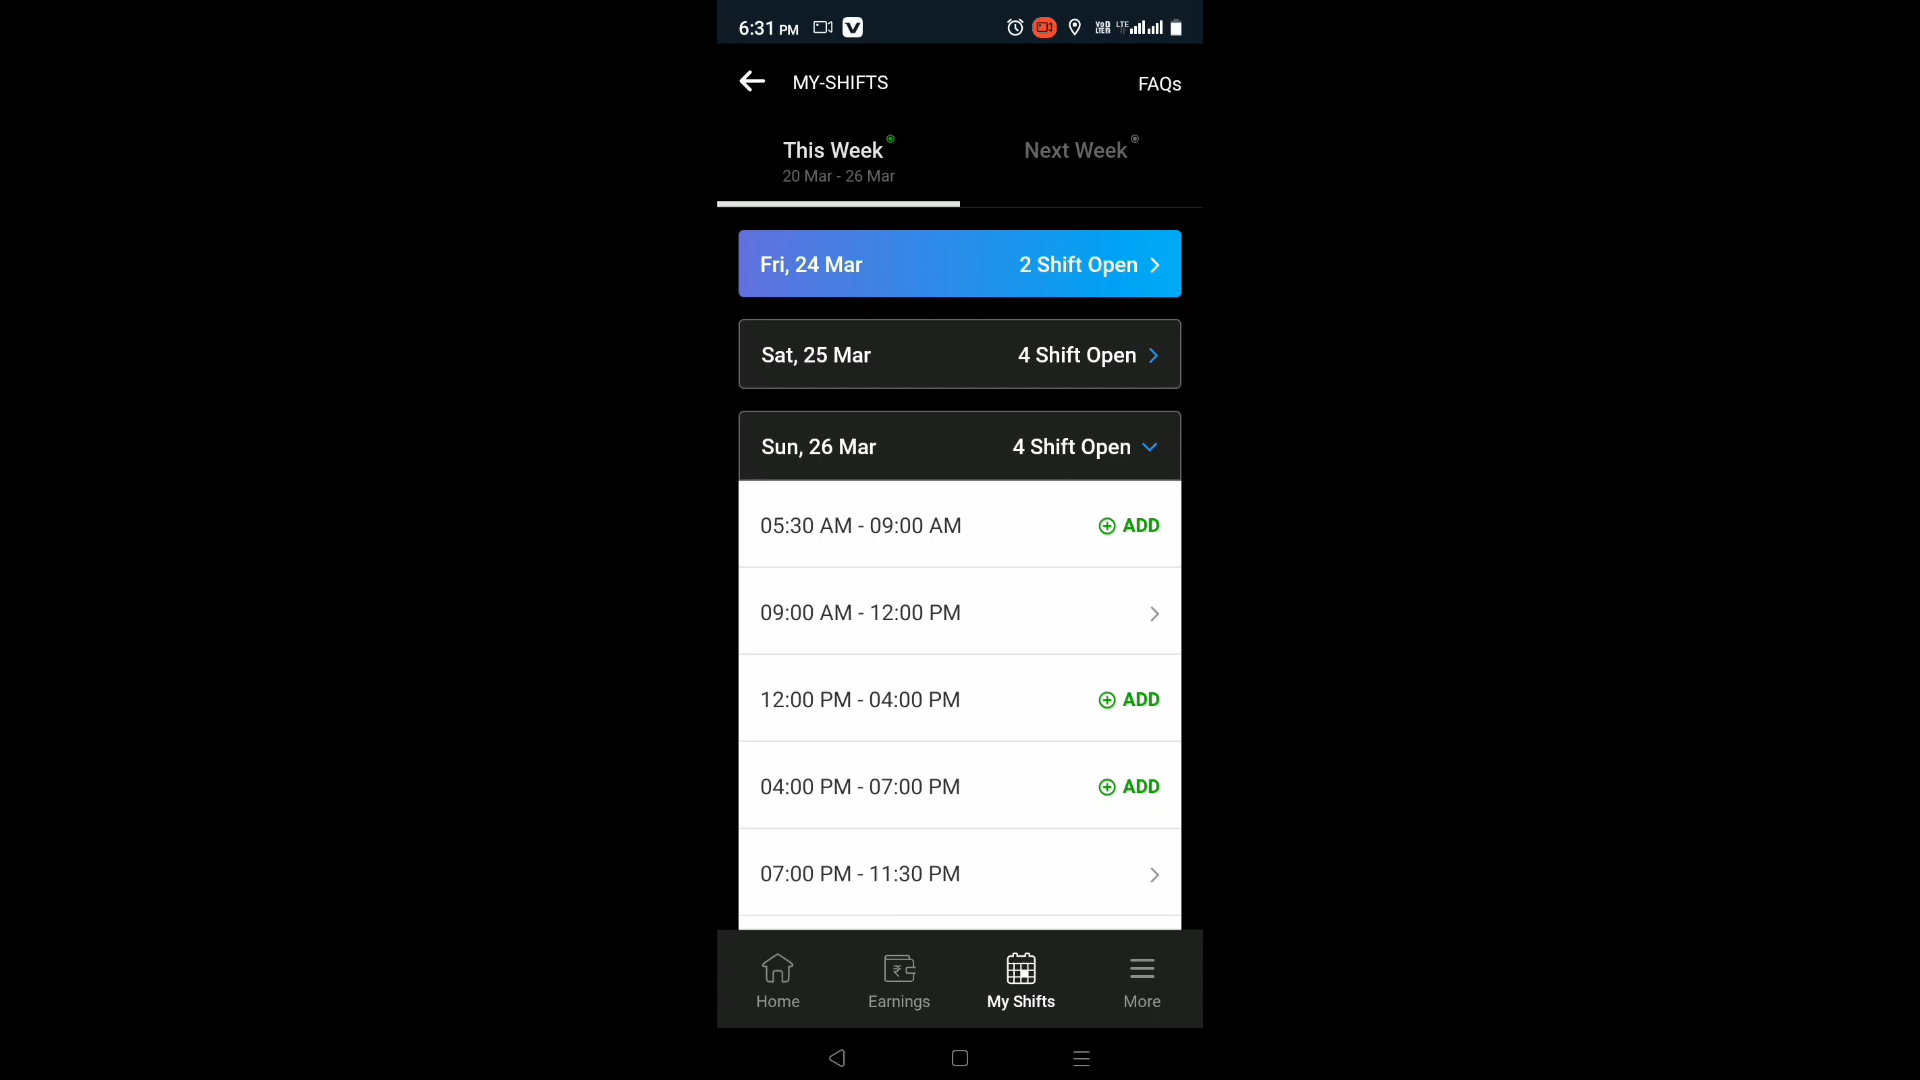 6:31 PM
MY-SHIFTS
FAQs
This Week
20 Mar - 26 Mar
Next Week
Fri, 24 Mar
2 Shift Open
Sat, 25 Mar
4 Shift Open
Sun, 26 Mar
4 Shift Open
05:30 AM - 09:00 AM
ADD
09:00 AM - 12:00 PM
12:00 PM - 04:00 PM
ADD
04:00 PM - 07:00 PM
ADD
07:00 PM - 11:30 PM
Home
Earnings
My Shifts
More